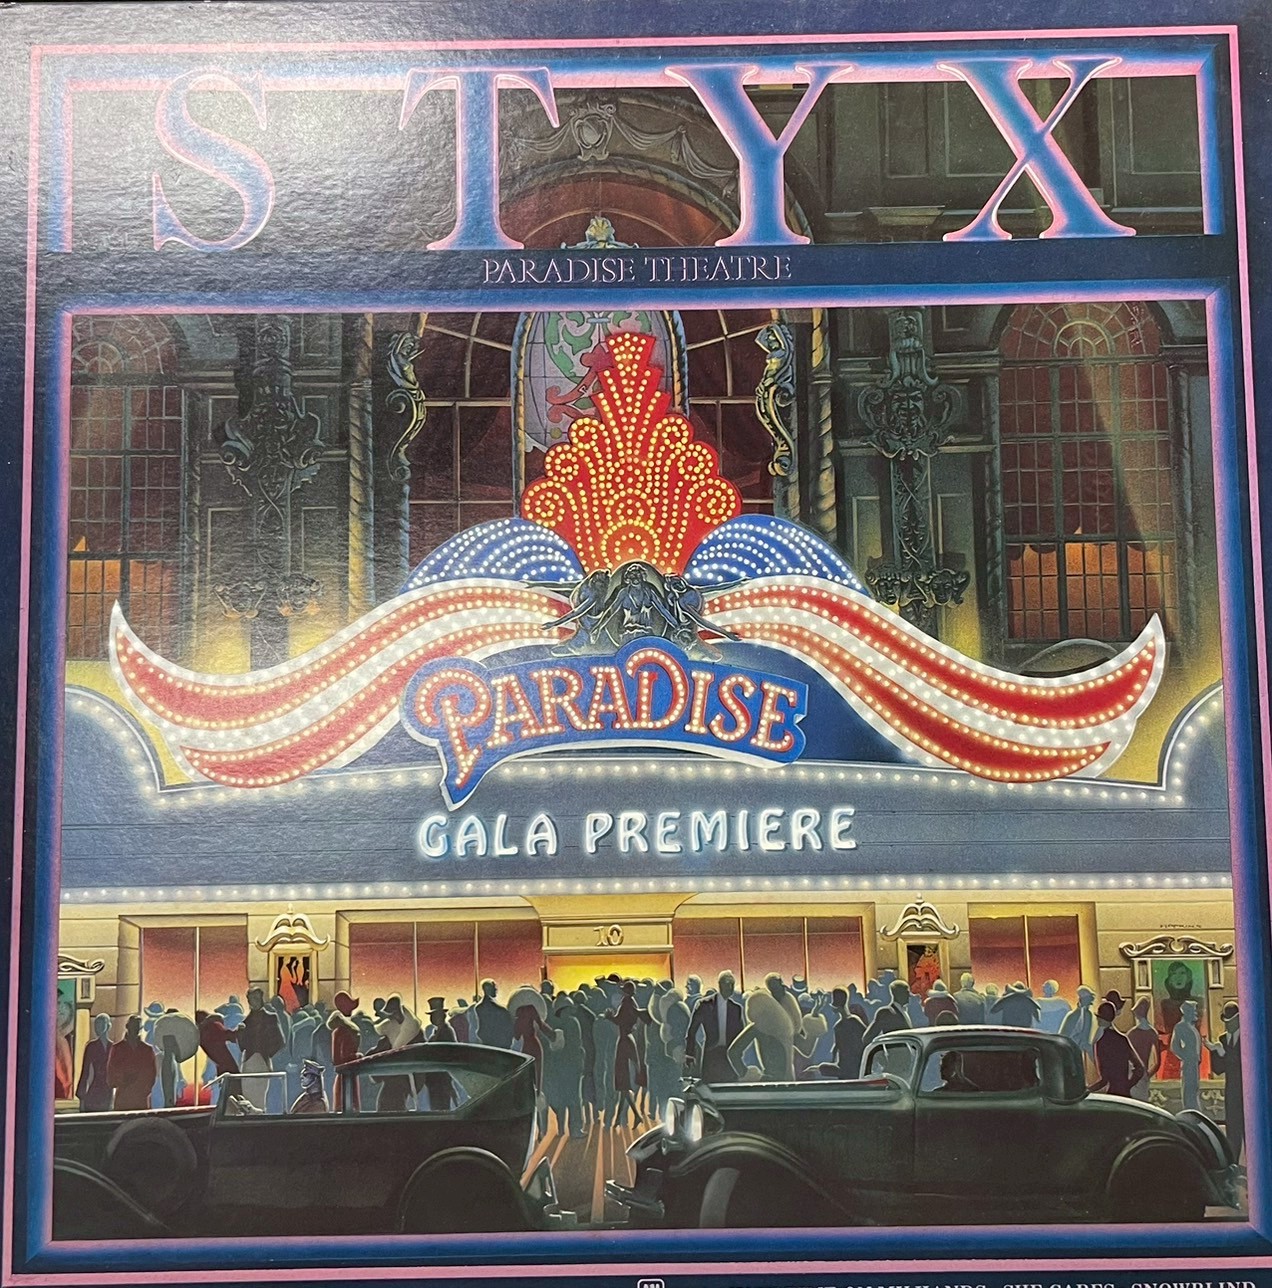 STYX
PARADISE THEATRE
PARADISE
GALA PREMIERE
10
SHE CARES · SNOWBLIND